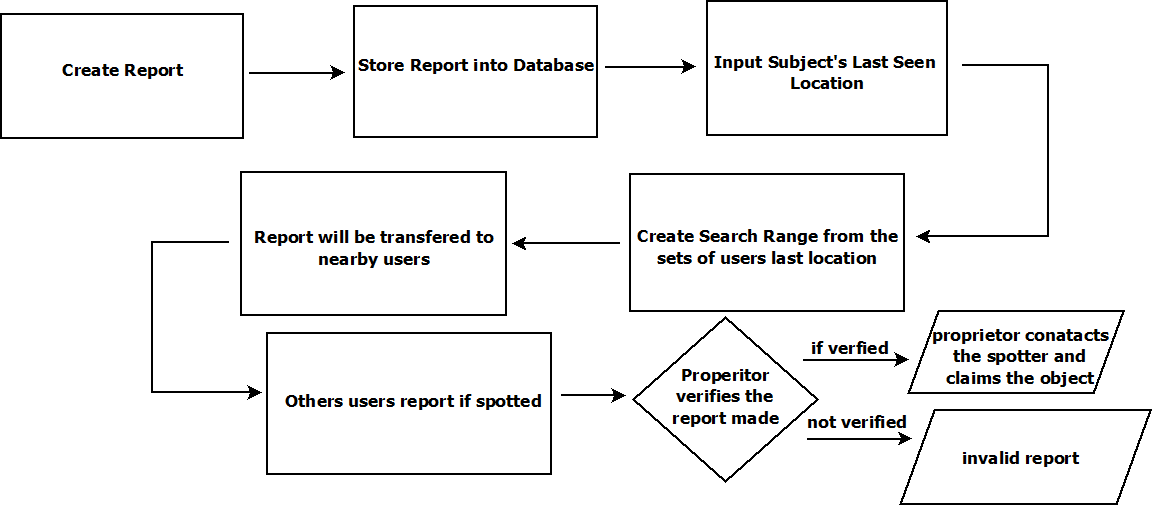 Create Report
Store Report into Database
Input Subject's Last Seen
Location
Create Search Range from the
sets of users last location
Report will be transfered to
nearby users
Others users report if spotted
Properitor
verifies the
report made
if verfied
proprietor conatacts
the spotter and
claims the object
not verified
invalid report